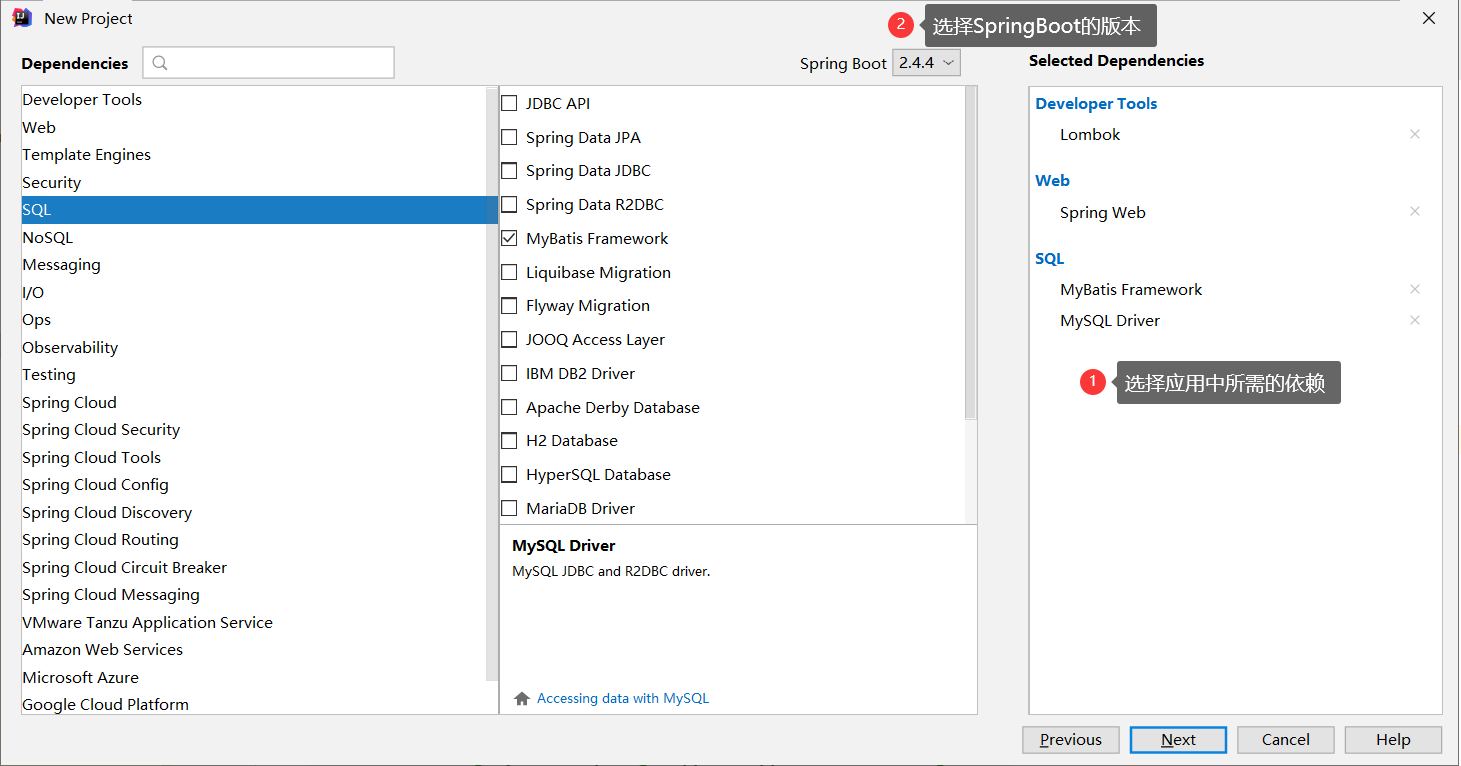 New Project
2 选择SpringBoot的版本
Dependencies
Spring Boot 2.4.4
Selected Dependencies
Developer Tools
Web
Template Engines
Security
SQL
NoSQL
Messaging
I/O
Ops
Observability
Testing
Spring Cloud
Spring Cloud Security
Spring Cloud Tools
Spring Cloud Config
Spring Cloud Discovery
Spring Cloud Routing
Spring Cloud Circuit Breaker
Spring Cloud Messaging
VMware Tanzu Application Service
Amazon Web Services
Microsoft Azure
Google Cloud Platform
JDBC API
Spring Data JPA
Spring Data JDBC
Spring Data R2DBC
MyBatis Framework
Liquibase Migration
Flyway Migration
JOOQ Access Layer
IBM DB2 Driver
Apache Derby Database
H2 Database
HyperSQL Database
MariaDB Driver
MySQL Driver
MySQL JDBC and R2DBC driver.
Accessing data with MySQL
Developer Tools
Lombok
Web
Spring Web
SQL
MyBatis Framework
MySQL Driver
1 选择应用中所需的依赖
Previous
Next
Cancel
Help